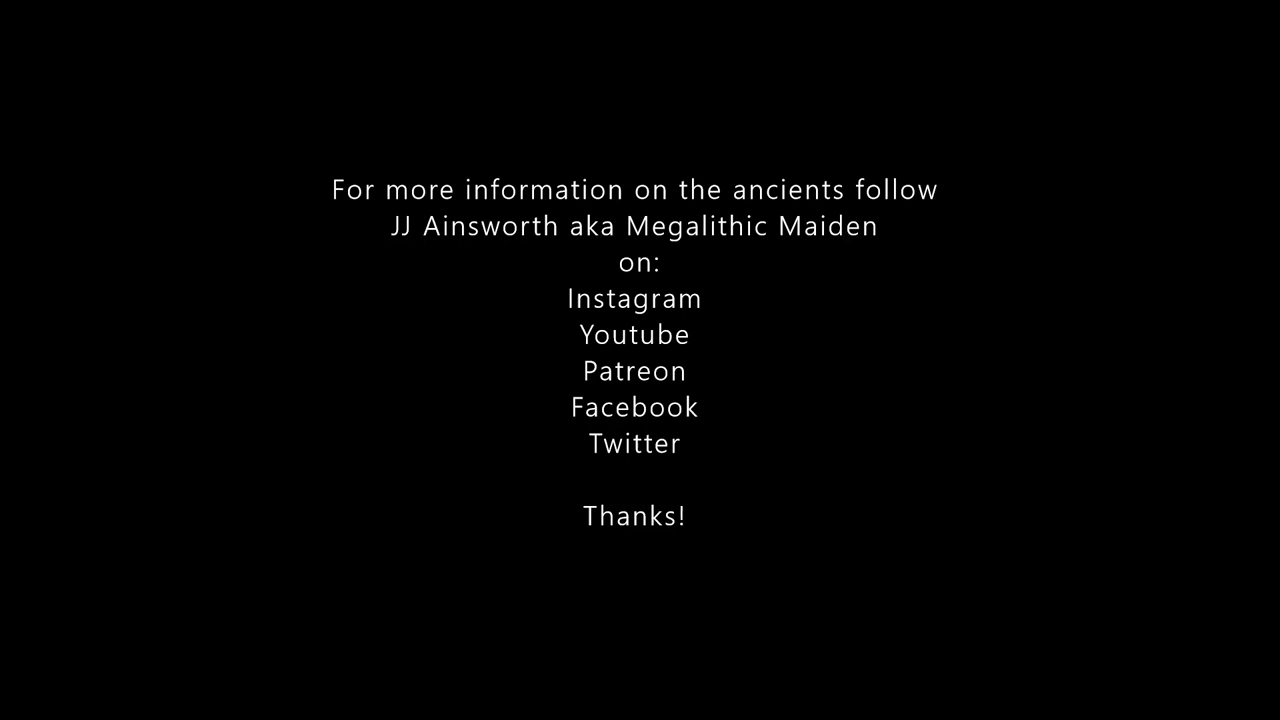 For more information on the ancients follow
JJ Ainsworth aka Megalithic Maiden
on:
Instagram
Youtube
Patreon
Facebook
Twitter
Thanks!